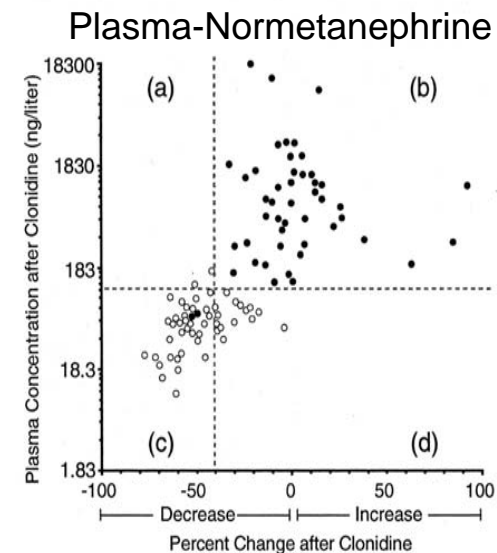 Plasma-Normetanephrine
Plasma Concentration after Clonidine (ng/liter)
18300
1830
183
18.3
1.83
(a)
(b)
(c)
(d)
-100
-50
0
50
100
Decrease
Increase
Percent Change after Clonidine